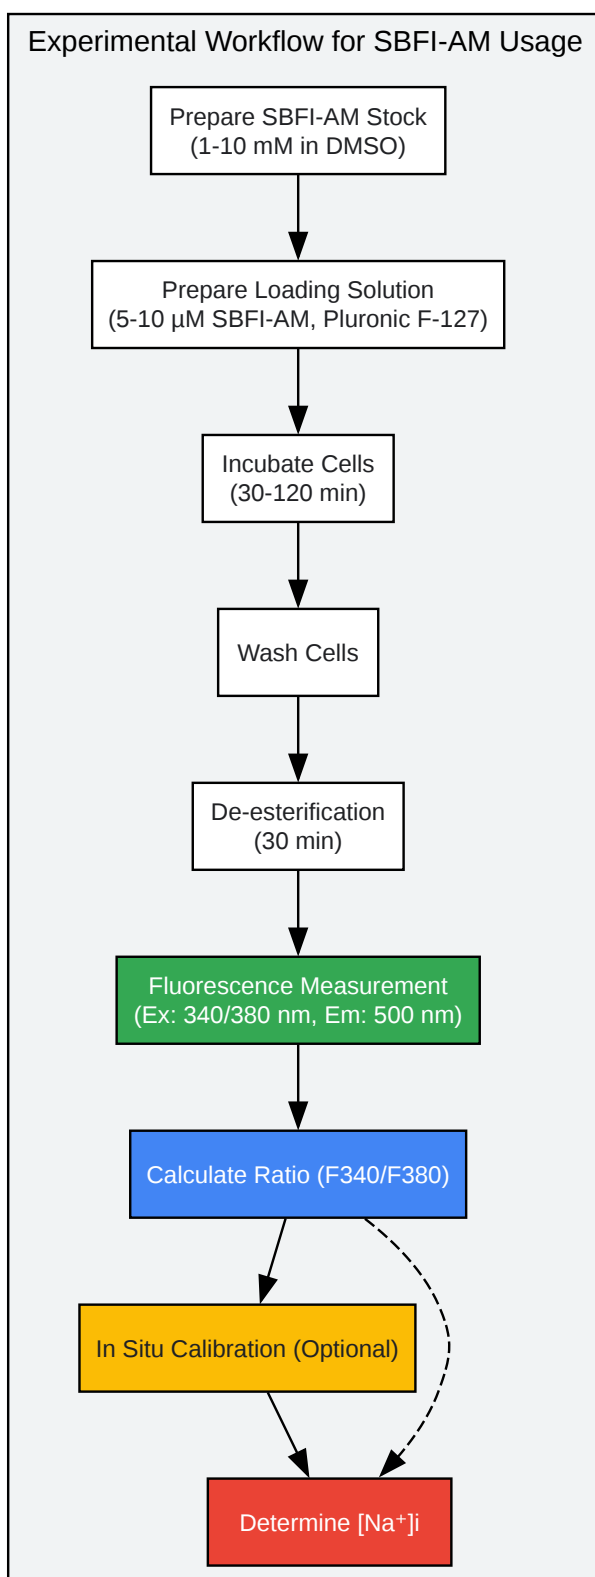 Experimental Workflow for SBFI-AM Usage
Prepare SBFI-AM Stock
(1-10 mM in DMSO)
Prepare Loading Solution
(5-10 µM SBFI-AM, Pluronic F-127)
Incubate Cells
(30-120 min)
Wash Cells
De-esterification
(30 min)
Fluorescence Measurement
(Ex: 340/380 nm, Em: 500 nm)
Calculate Ratio (F340/F380)
In Situ Calibration (Optional)
Determine [Na⁺]i